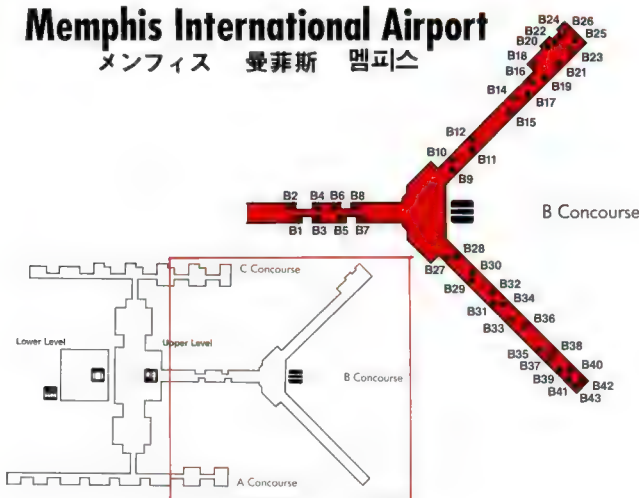 Memphis International Airport
メンフィス 曼菲斯 멤피스
B24 B26
B22 B25
B20
B18 B23
B16 B21
B19
B14 B17
B15
B12
B11
B10
B9
B2 B4 B6 B8
B1 B3 B5 B7
B Concourse
B28
B27 B30
B29
B32
B31 B34
B33 B36
B35 B38
B37 B40
B39 B42
B41 B43
C Concourse
Lower Level Upper Level
B Concourse
A Concourse